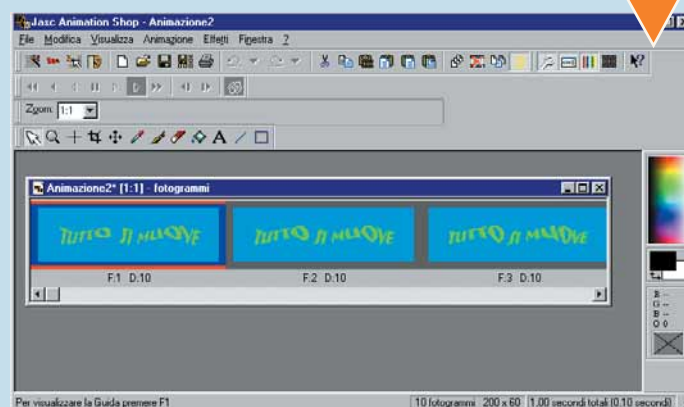 Jasc Animation Shop - Animazione2
File Modifica Visualizza Animazione Effetti Finestra ?
Zoom: 1:1
Animazione2* [1:1] - fotogrammi
TUTTO SI MUOVE TUTTO SI MUOVE TUTTO SI MUOVE
F:1 D:10 F:2 D:10 F:3 D:10
R --
G --
B --
O 0
Per visualizzare la Guida premere F1 10 fotogrammi 200 x 60 1,00 secondi totali (0,10 secondi)